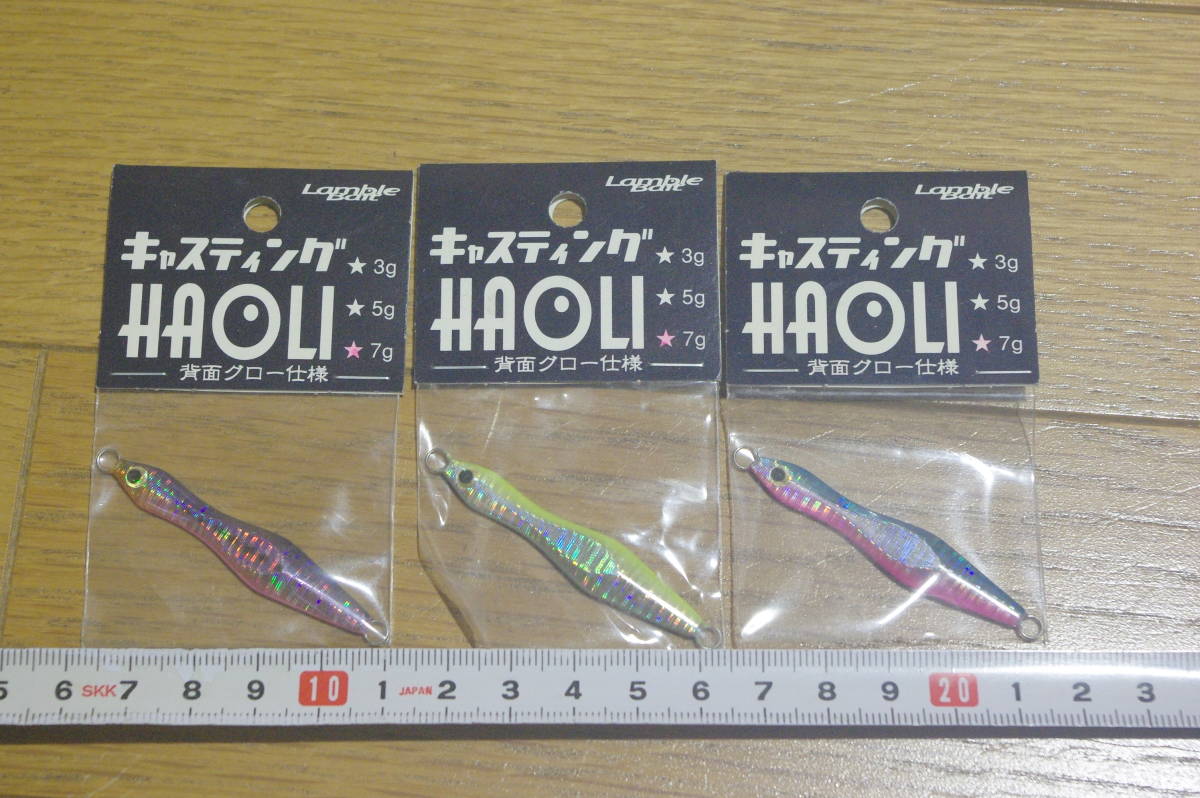 Lamble Bait
キャスティング
HAOLI
★ 3g
★ 5g
★ 7g
背面グロー仕様
Lamble Bait
キャスティング
HAOLI
★ 3g
★ 5g
★ 7g
背面グロー仕様
Lamble Bait
キャスティング
HAOLI
★ 3g
★ 5g
★ 7g
背面グロー仕様
5 6 SKK 7 8 9 10 1 JAPAN 2 3 4 5 6 7 8 9 20 1 2 3